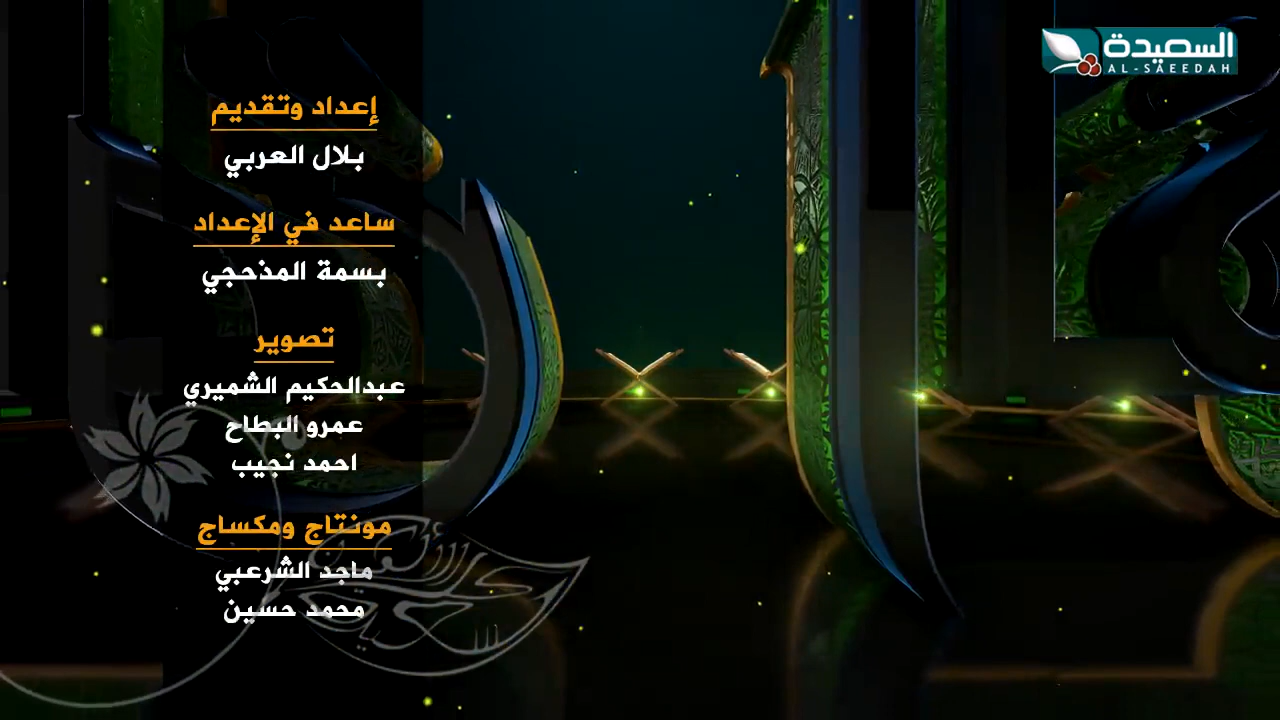 السعيدة
AL-SAEEDAH
إعداد وتقديم
بلال العربي
ساعد في الإعداد
بسمة المذحجي
تصوير
عبدالحكيم الشميري
عمرو البطاح
احمد نجيب
مونتاج ومكساج
ماجد الشرعبي
محمد حسين